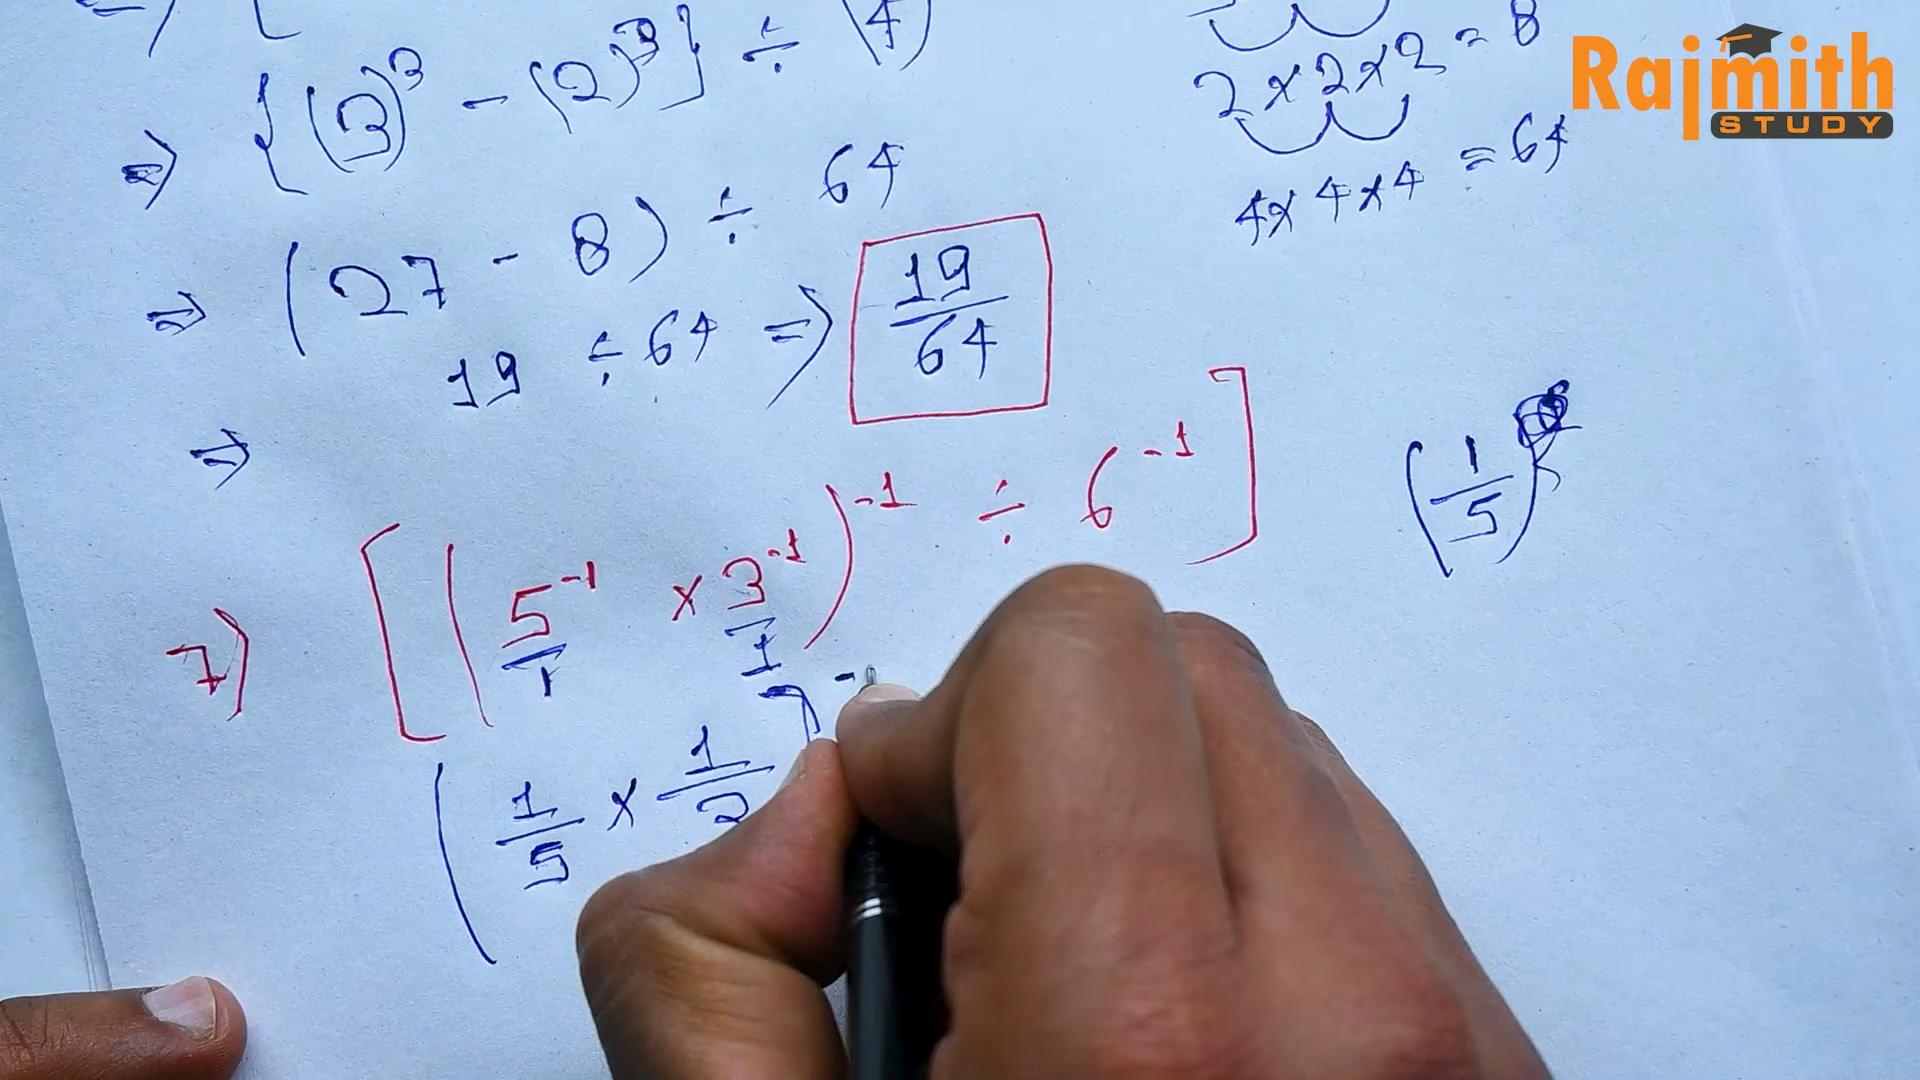 2 × 2 × 2 = 8
Rajmith
STUDY
⇒ {(3)³ - (2)³} ÷ (4)
4 × 4 × 4 = 64
⇒ (27 - 8) ÷ 64
⇒ 19 ÷ 64 ⇒ 19/64
7) [(5⁻¹/1 × 3⁻¹/1)⁻¹ ÷ 6⁻¹]
(1/5)
(1/5 × 1/3)⁻